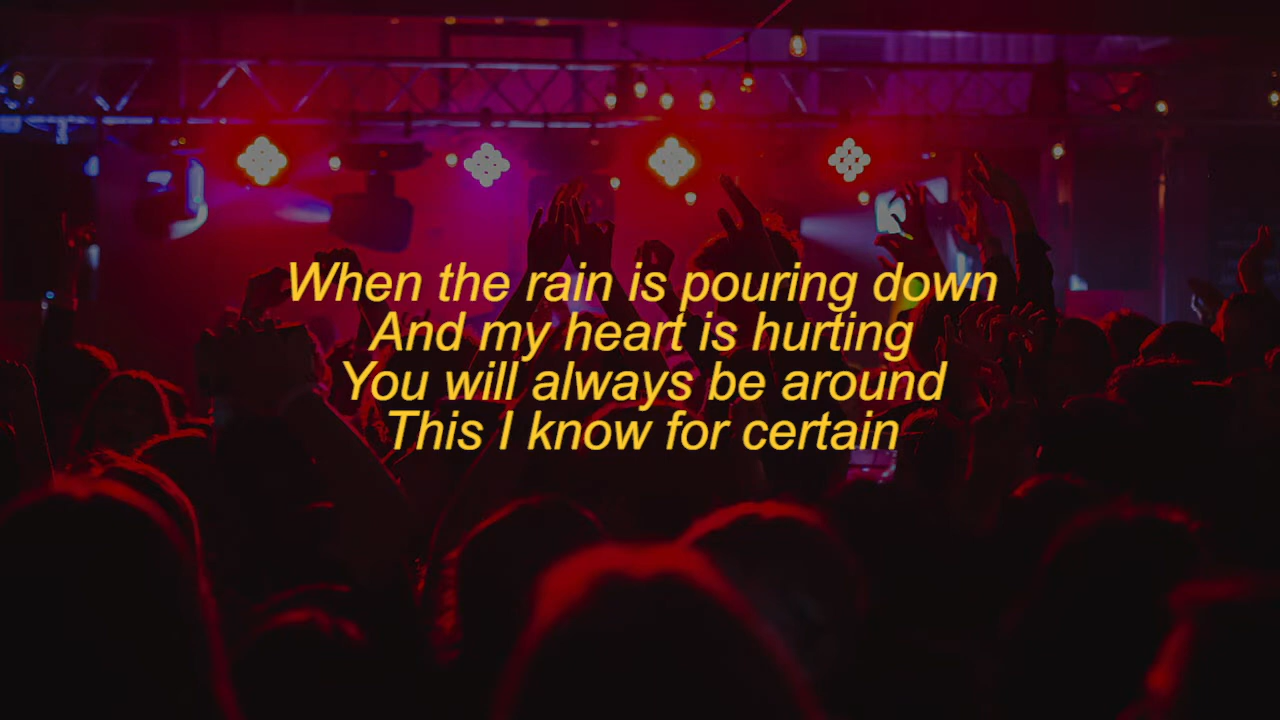 When the rain is pouring down
And my heart is hurting
You will always be around
This I know for certain